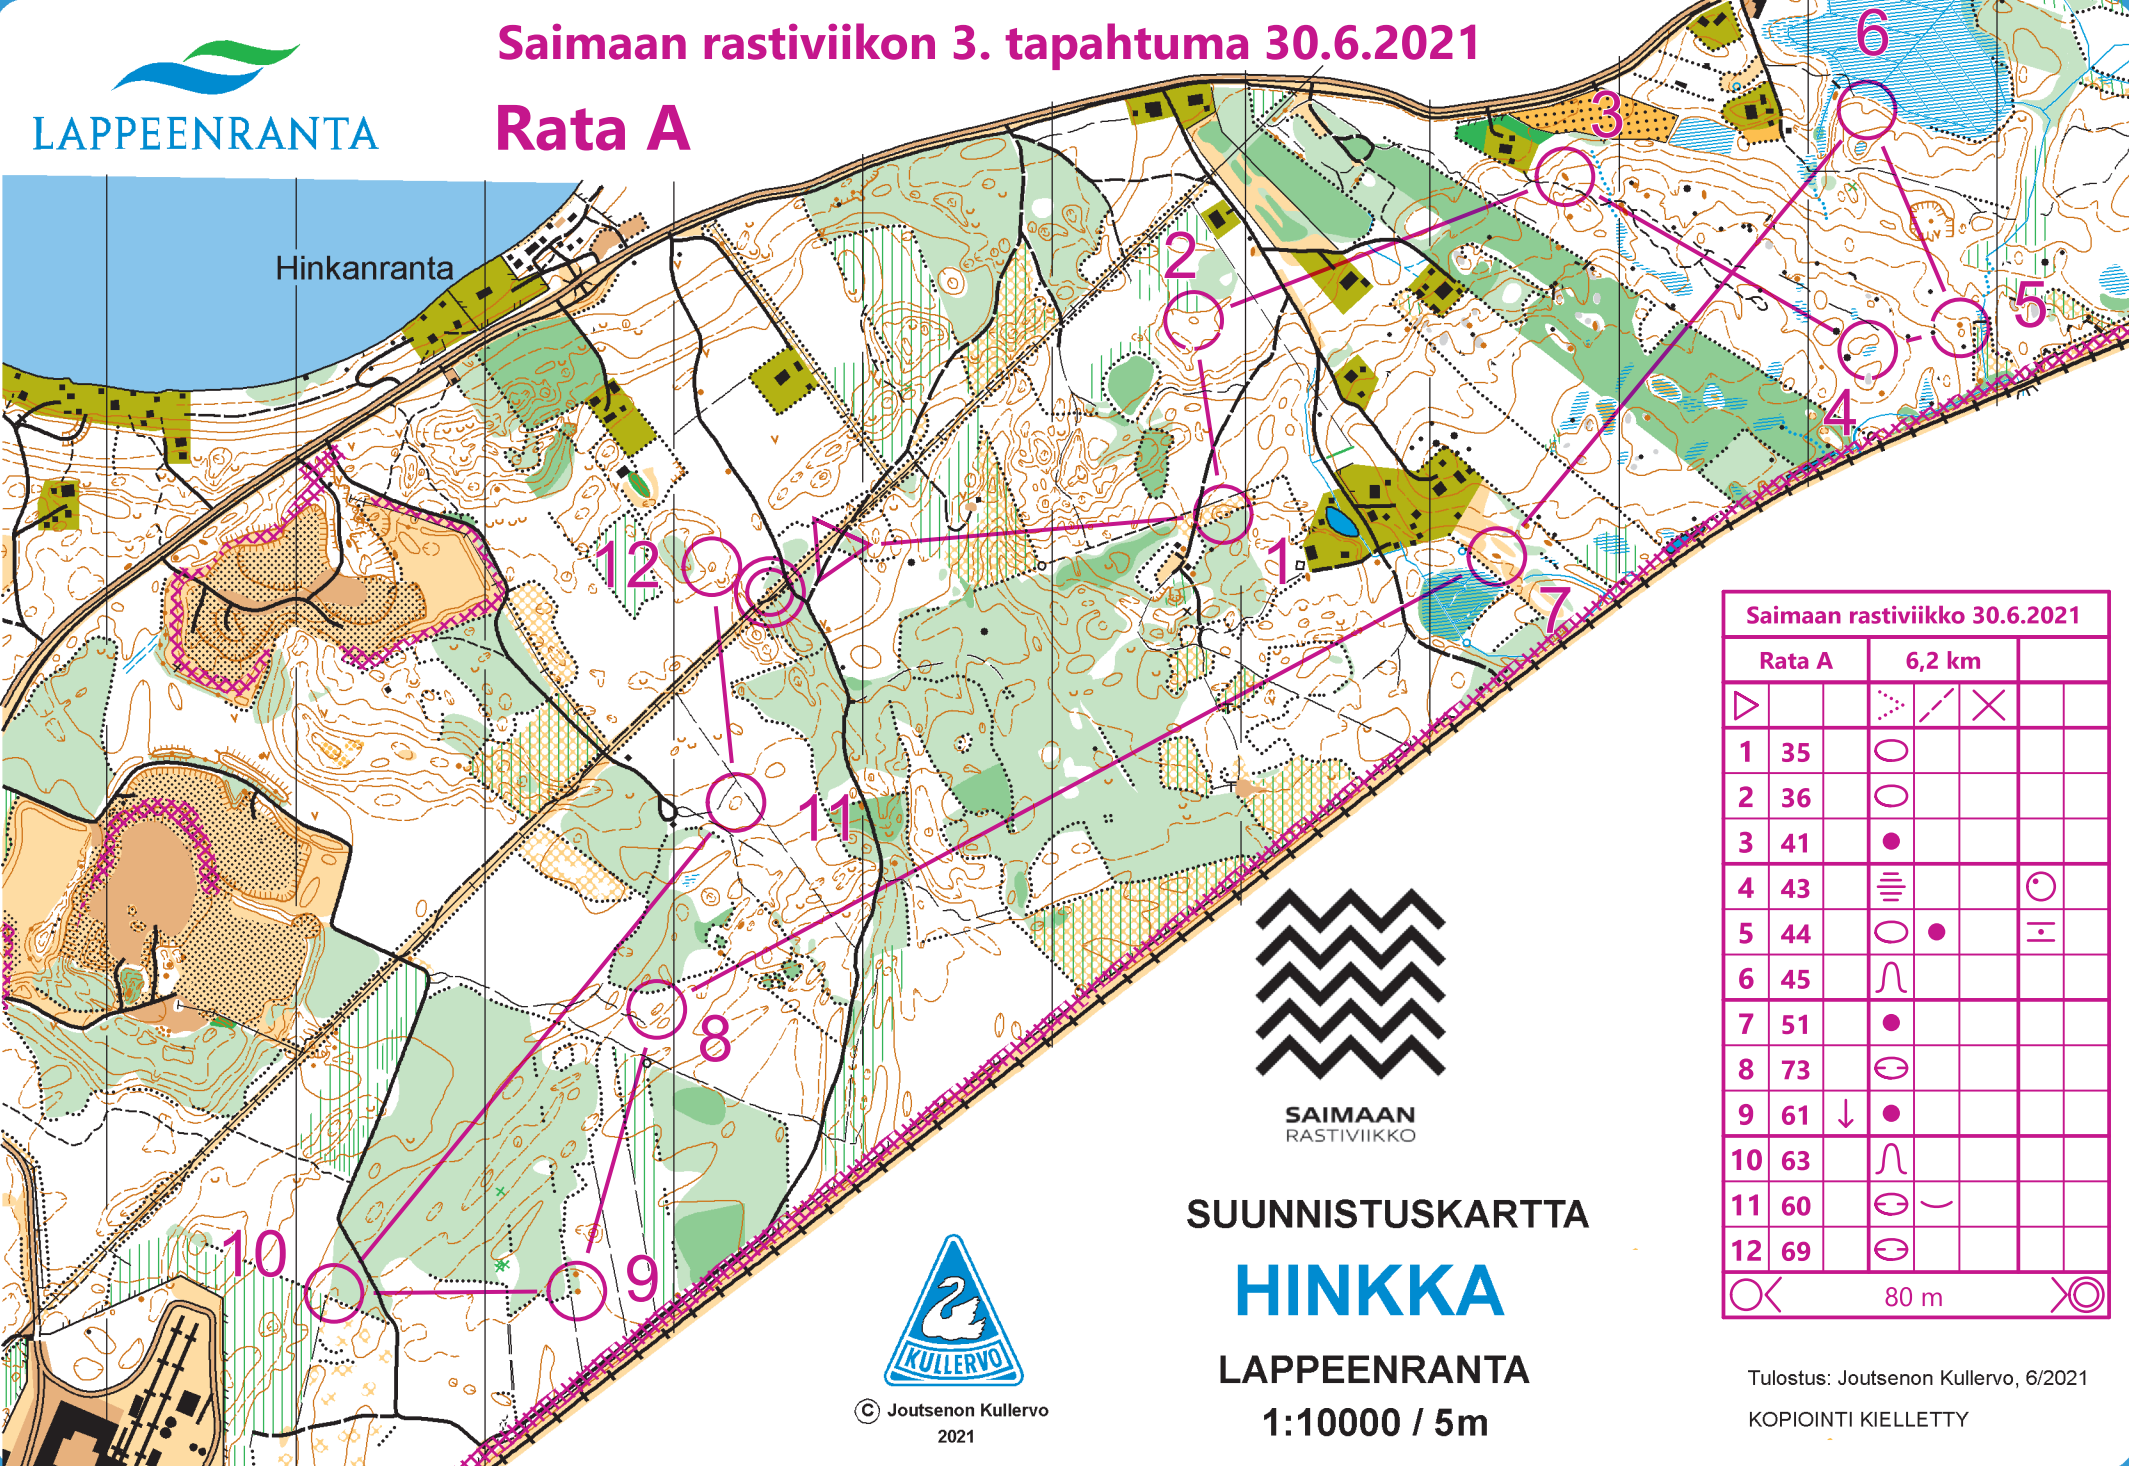 Saimaan rastiviikon 3. tapahtuma 30.6.2021
Rata A
LAPPEENRANTA
Hinkanranta
1
2
3
4
5
6
7
8
9
10
11
12
Saimaan rastiviikko 30.6.2021
Rata A 6,2 km
1 35
2 36
3 41
4 43
5 44
6 45
7 51
8 73
9 61
10 63
11 60
12 69
80 m
SAIMAAN
RASTIVIIKKO
SUUNNISTUSKARTTA
HINKKA
LAPPEENRANTA
1:10000 / 5m
KULLERVO
© Joutsenon Kullervo
2021
Tulostus: Joutsenon Kullervo, 6/2021
KOPIOINTI KIELLETTY